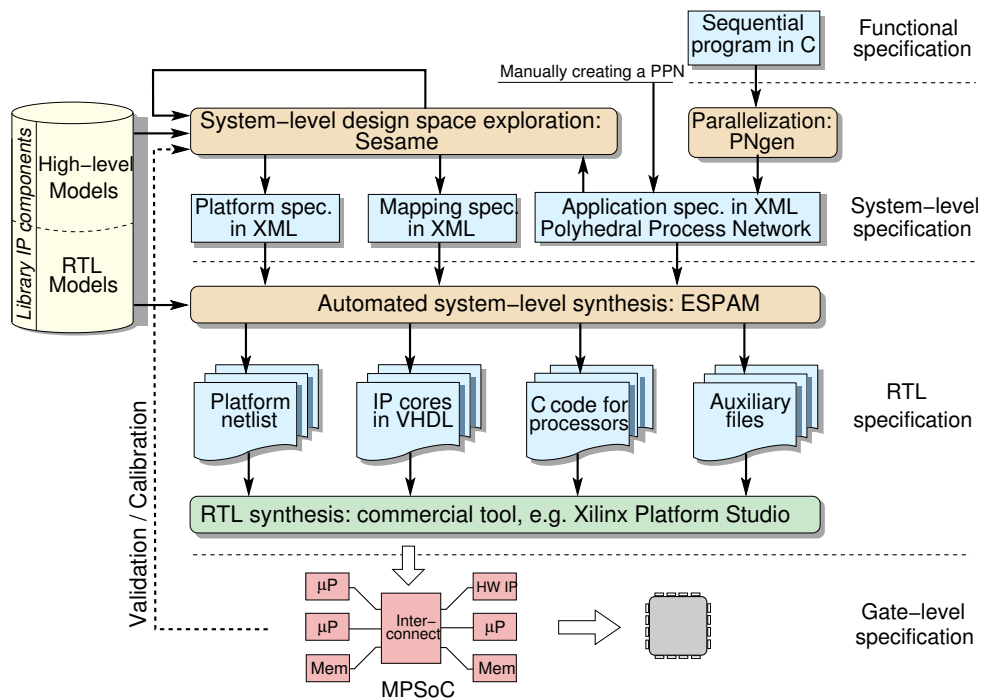 Sequential
program in C
Functional
specification
Manually creating a PPN
System−level design space exploration:
Sesame
Parallelization:
PNgen
Library IP components
High−level
Models
RTL
Models
Platform spec.
in XML
Mapping spec.
in XML
Application spec. in XML
Polyhedral Process Network
System−level
specification
Automated system−level synthesis: ESPAM
Platform
netlist
IP cores
in VHDL
C code for
processors
Auxiliary
files
RTL
specification
Validation / Calibration
RTL synthesis: commercial tool, e.g. Xilinx Platform Studio
μP
HW IP
μP
Inter−
connect
μP
Mem
Mem
MPSoC
Gate−level
specification